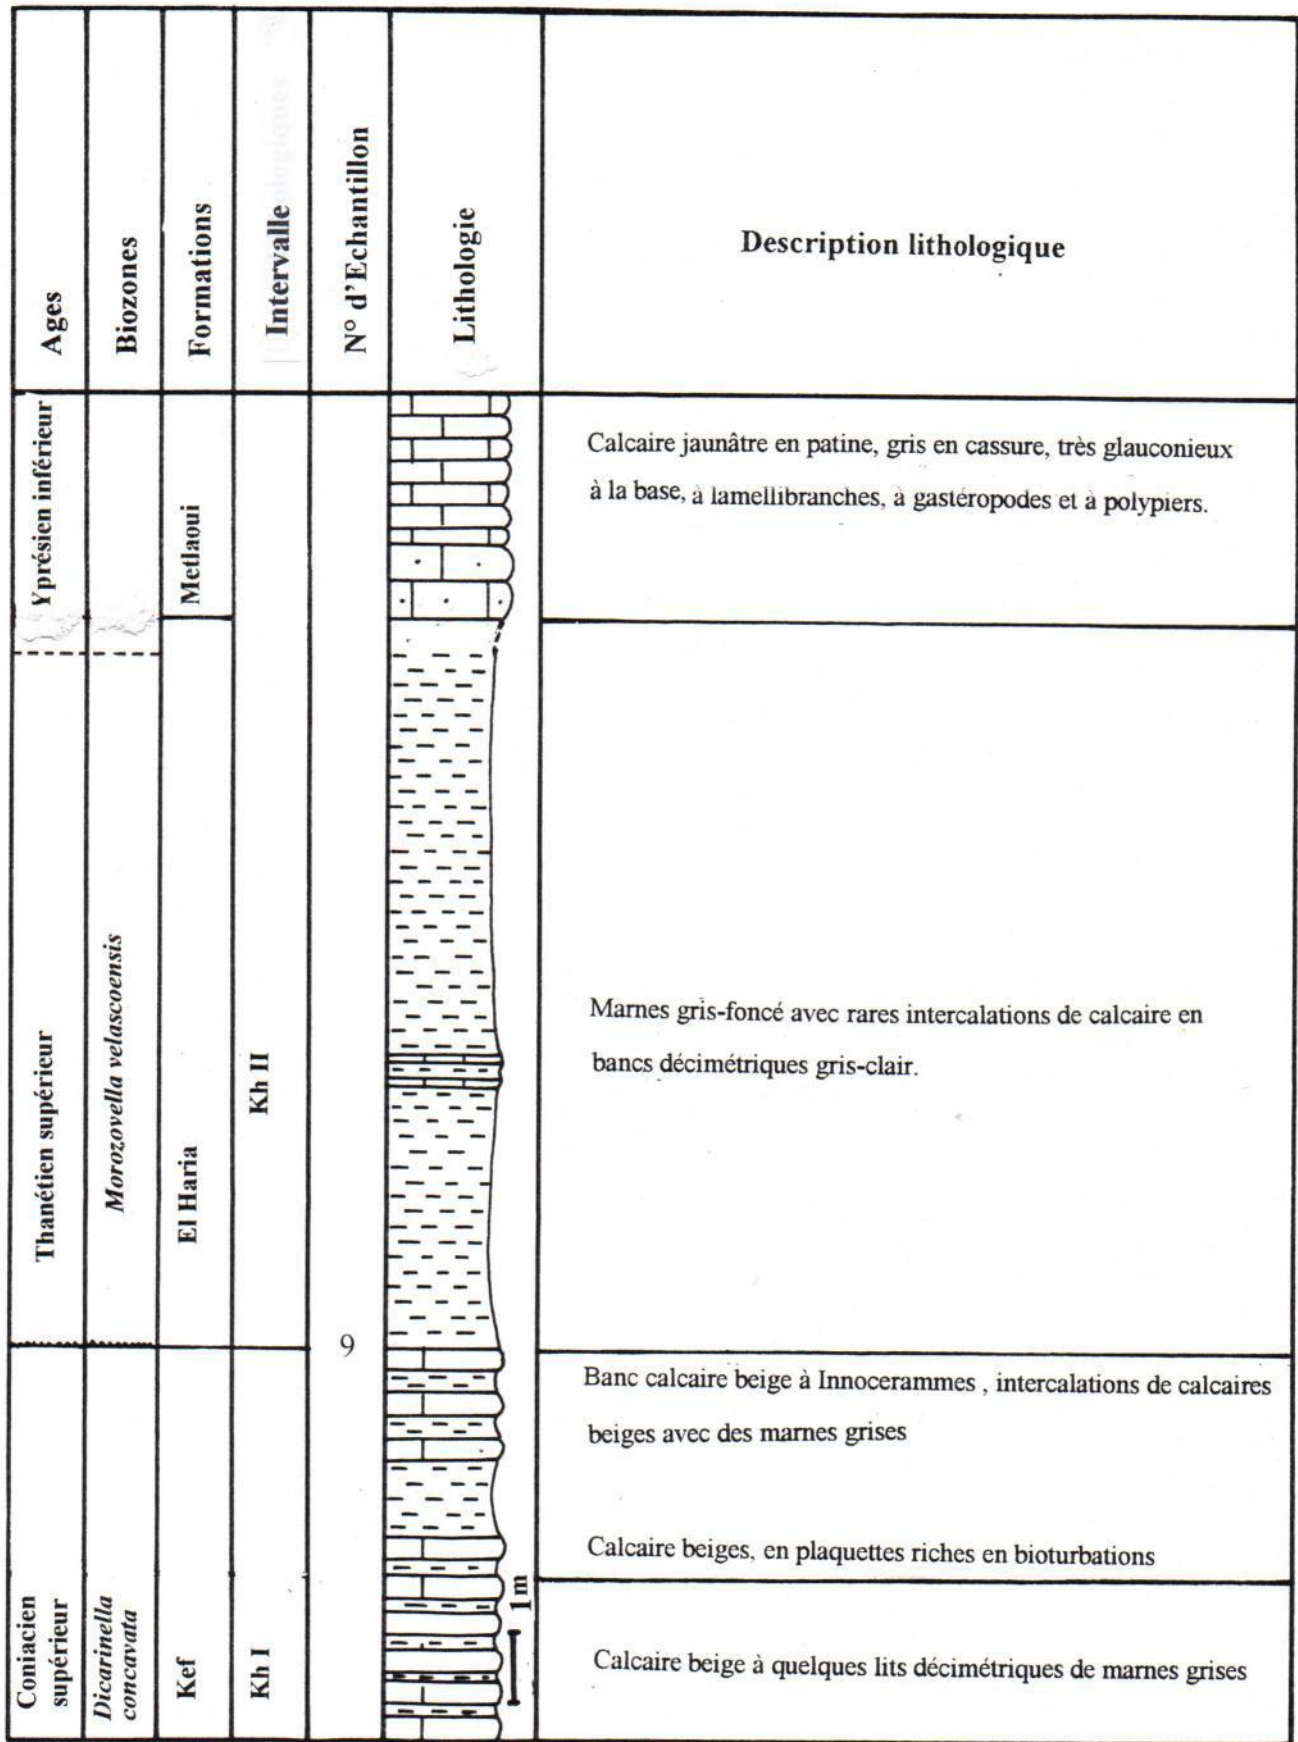 Ages
Biozones
Formations
Intervalle
N° d'Echantillon
Lithologie
Description lithologique
Yprésien inférieur
Metlaoui
Calcaire jaunâtre en patine, gris en cassure, très glauconieux
à la base, à lamellibranches, à gastéropodes et à polypiers.
Thanétien supérieur
Morozovella velascoensis
El Haria
Kh II
Marnes gris-foncé avec rares intercalations de calcaire en
bancs décimétriques gris-clair.
9
Banc calcaire beige à Innocerammes , intercalations de calcaires
beiges avec des marnes grises
Calcaire beiges, en plaquettes riches en bioturbations
Coniacien
supérieur
Dicarinella
concavata
Kef
Kh I
1m
Calcaire beige à quelques lits décimétriques de marnes grises